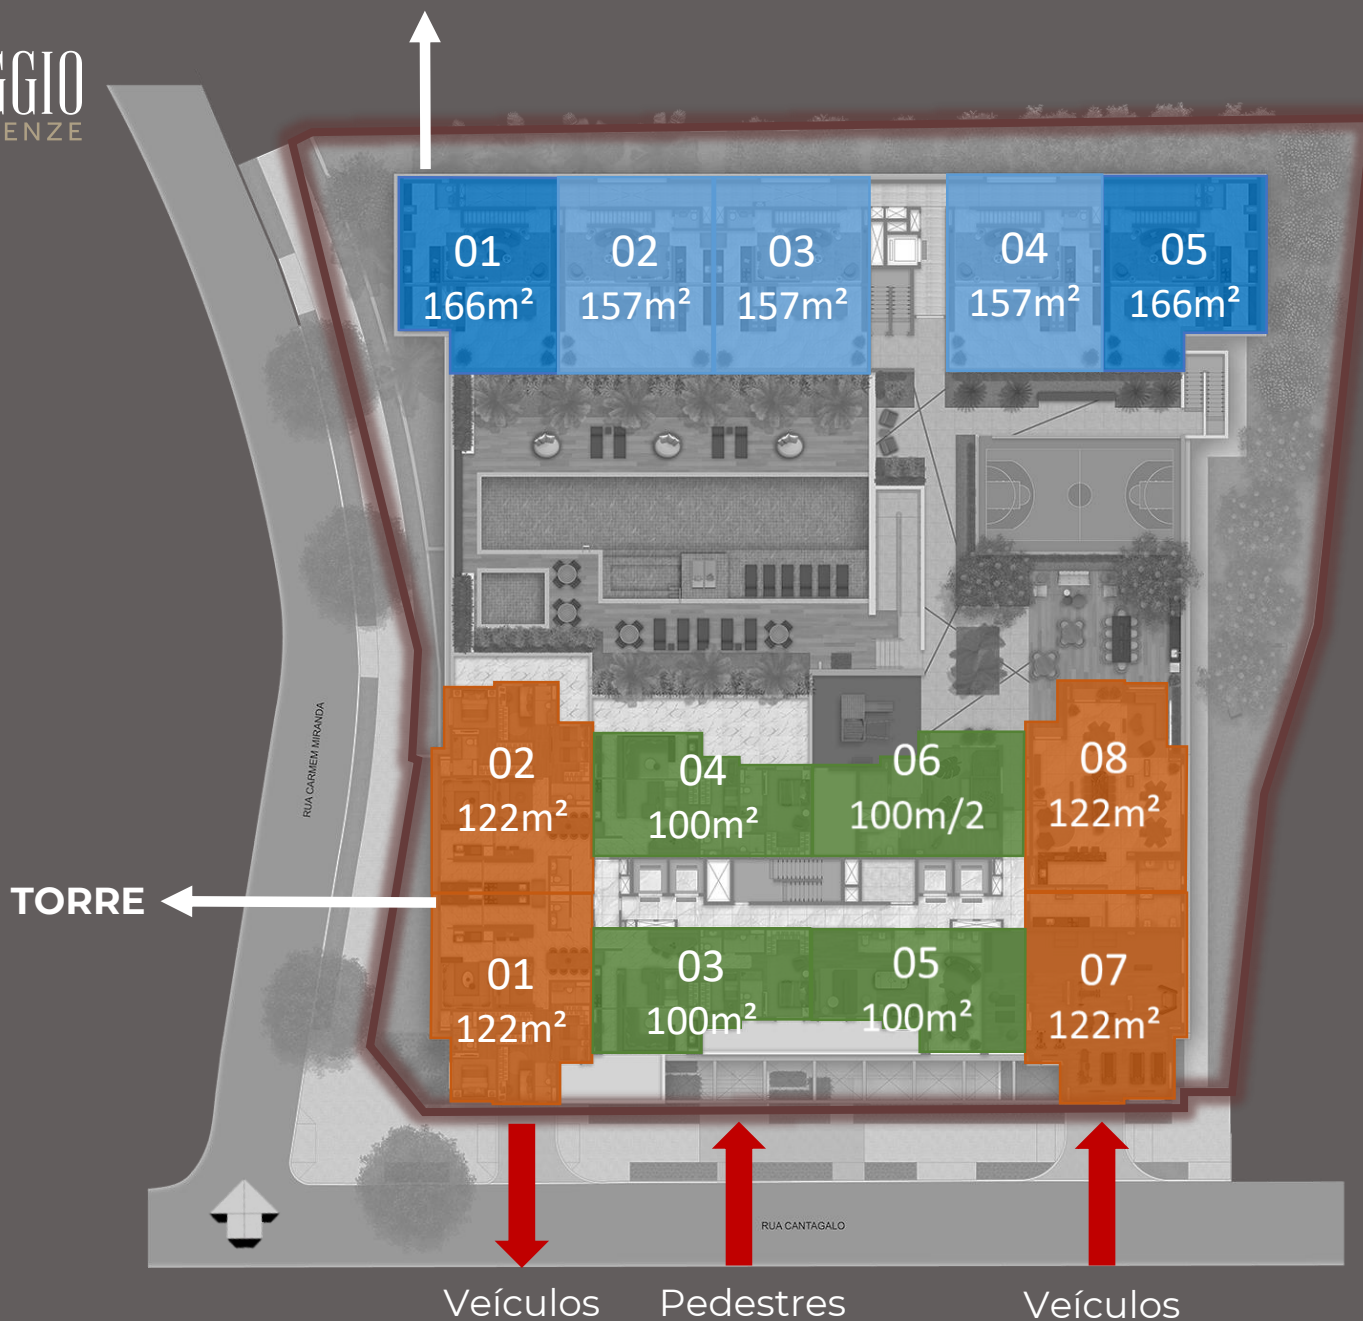 GGIO
ENZE
01
166m²
02
157m²
03
157m²
04
157m²
05
166m²
RUA CARMEM MIRANDA
02
122m²
04
100m²
06
100m/2
08
122m²
TORRE
01
122m²
03
100m²
05
100m²
07
122m²
RUA CANTAGALO
Veículos
Pedestres
Veículos